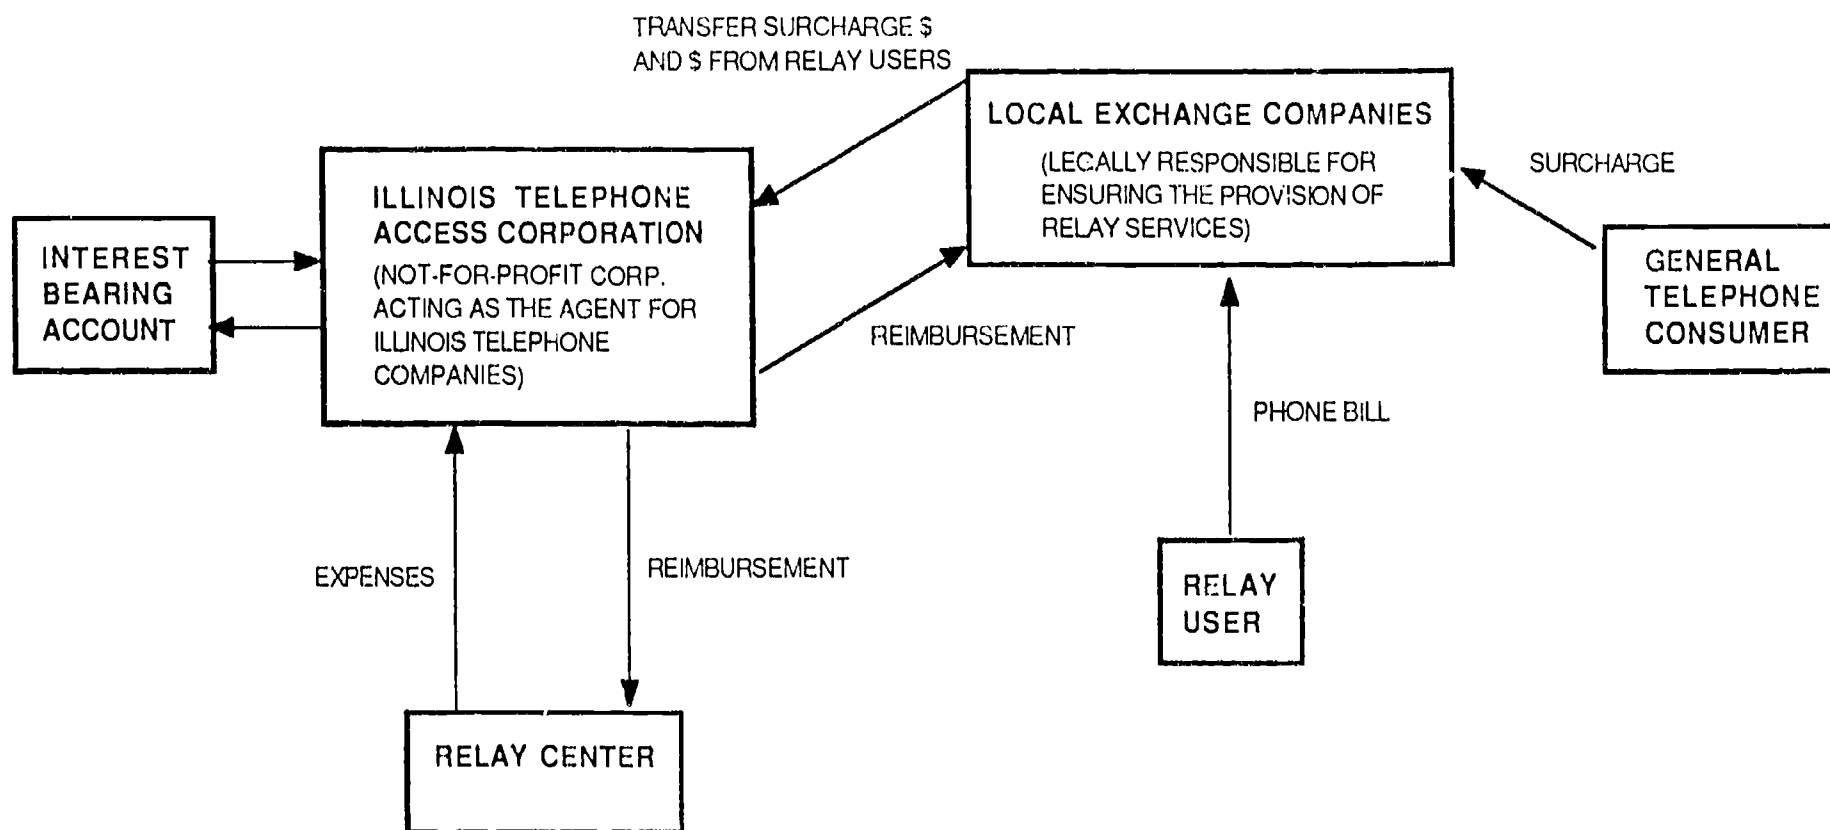 TRANSFER SURCHARGE $
AND $ FROM RELAY USERS
LOCAL EXCHANGE COMPANIES
(LEGALLY RESPONSIBLE FOR
ENSURING THE PROVISION OF
RELAY SERVICES)
SURCHARGE
ILLINOIS TELEPHONE
ACCESS CORPORATION
(NOT-FOR-PROFIT CORP.
ACTING AS THE AGENT FOR
ILLINOIS TELEPHONE
COMPANIES)
INTEREST
BEARING
ACCOUNT
GENERAL
TELEPHONE
CONSUMER
REIMBURSEMENT
PHONE BILL
EXPENSES
REIMBURSEMENT
RELAY
USER
RELAY CENTER